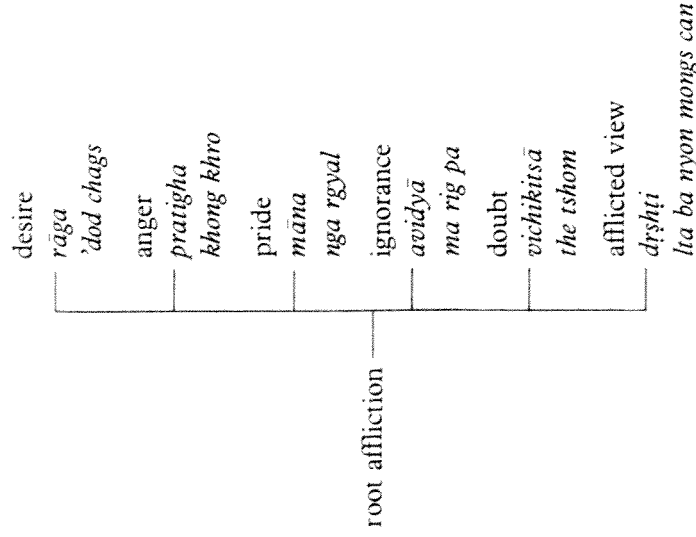 root affliction
desire
rāga
'dod chags
anger
pratigha
khong khro
pride
māna
nga rgyal
ignorance
avidyā
ma rig pa
doubt
vichikitsā
the tshom
afflicted view
dṛṣhṭi
lta ba nyon mongs can